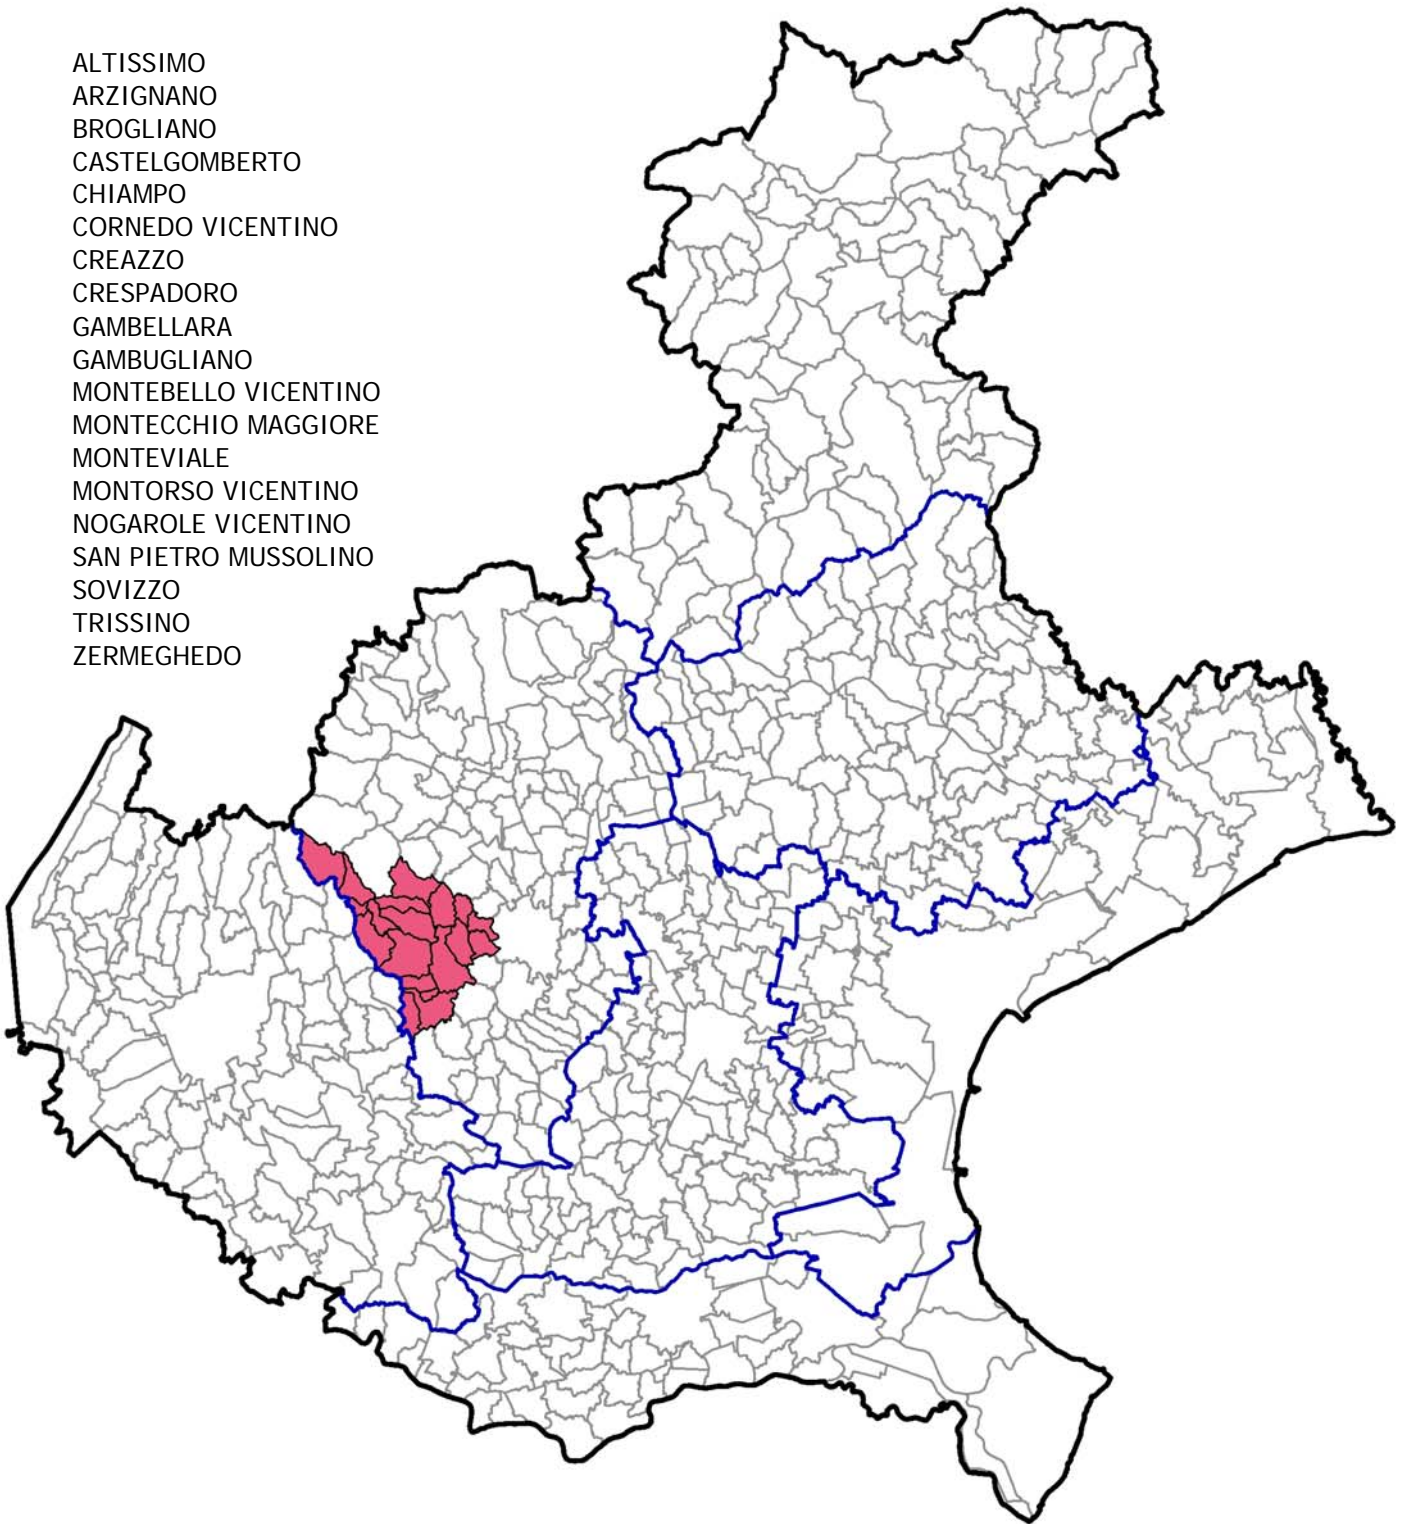 ALTISSIMO
ARZIGNANO
BROGLIANO
CASTELGOMBERTO
CHIAMPO
CORNEDO VICENTINO
CREAZZO
CRESPADORO
GAMBELLARA
GAMBUGLIANO
MONTEBELLO VICENTINO
MONTECCHIO MAGGIORE
MONTEVIALE
MONTORSO VICENTINO
NOGAROLE VICENTINO
SAN PIETRO MUSSOLINO
SOVIZZO
TRISSINO
ZERMEGHEDO